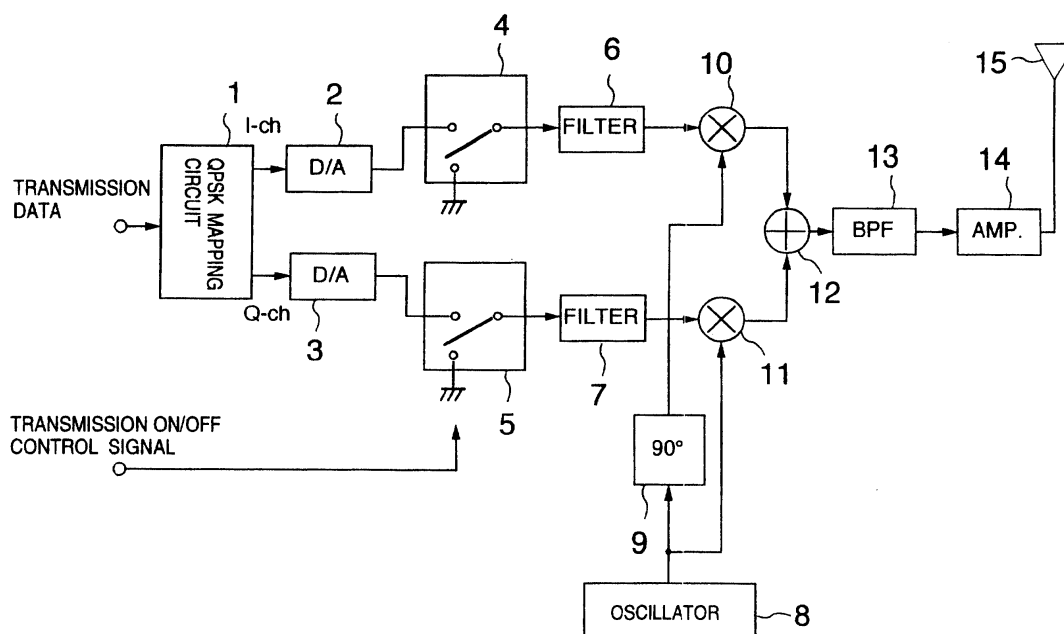 4
6
10
15
1
I-ch
2
FILTER
13
14
D/A
QPSK MAPPING
CIRCUIT
TRANSMISSION
DATA
BPF
AMP.
D/A
12
Q-ch
3
FILTER
11
7
5
TRANSMISSION ON/OFF
CONTROL SIGNAL
90°
9
OSCILLATOR
8